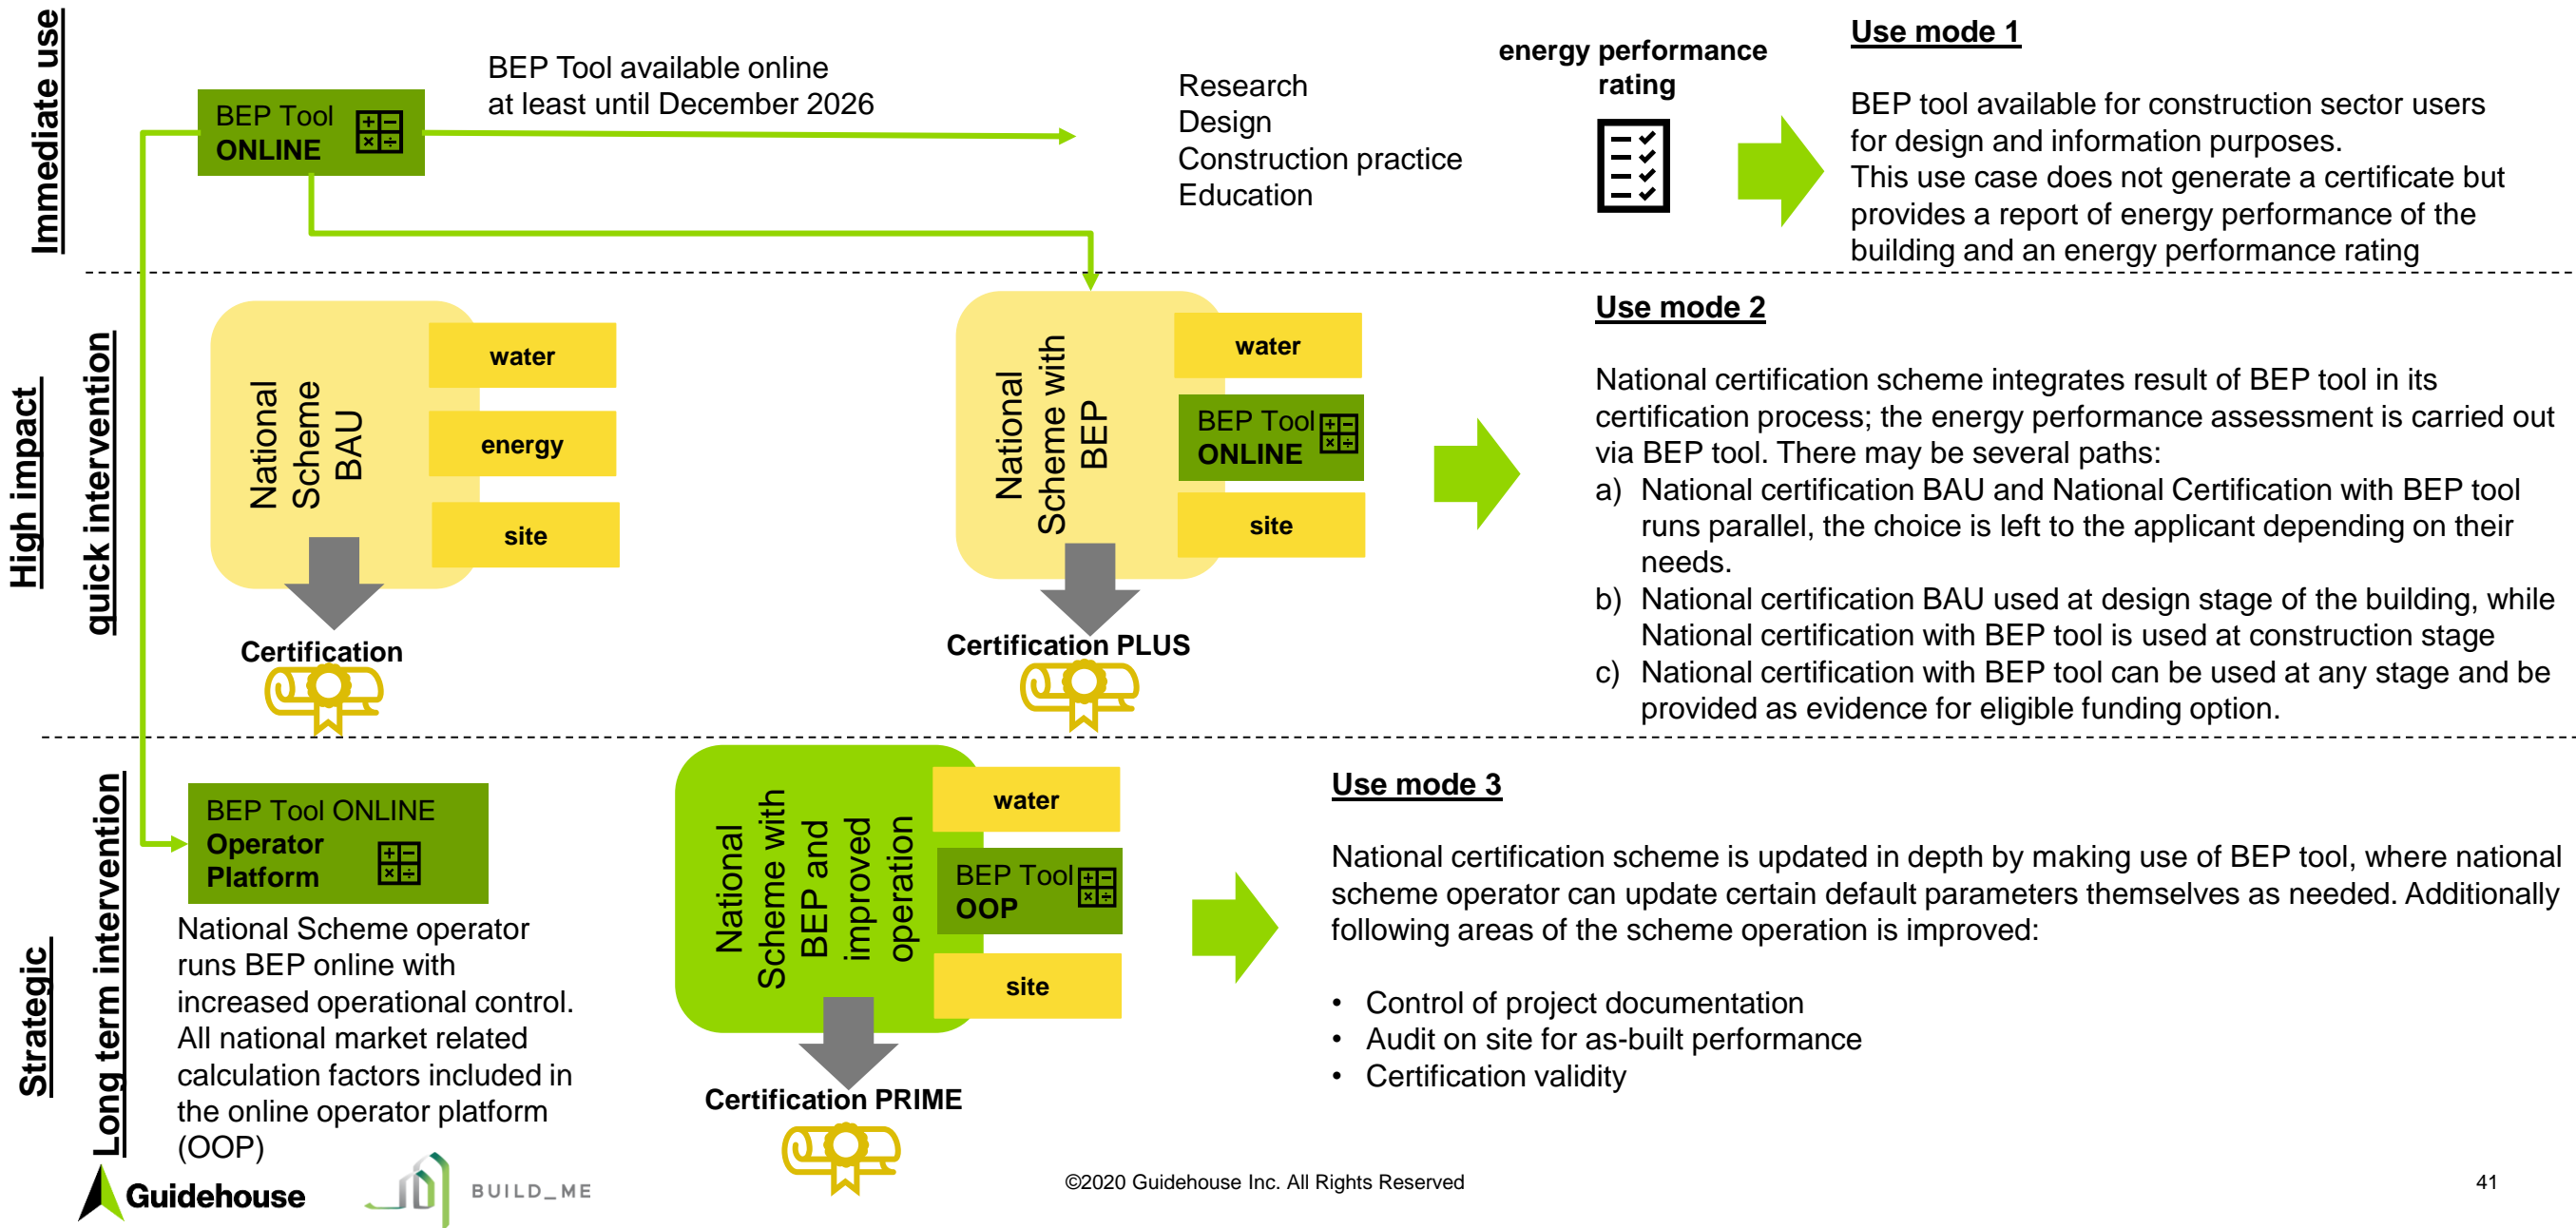 Immediate use
BEP Tool
ONLINE
BEP Tool available online
at least until December 2026
Research
Design
Construction practice
Education
energy performance
rating
Use mode 1
BEP tool available for construction sector users
for design and information purposes.
This use case does not generate a certificate but
provides a report of energy performance of the
building and an energy performance rating
High impact
quick intervention
National
Scheme
BAU
water
energy
site
Certification
National
Scheme with
BEP
water
BEP Tool
ONLINE
site
Certification PLUS
Use mode 2
National certification scheme integrates result of BEP tool in its
certification process; the energy performance assessment is carried out
via BEP tool. There may be several paths:
a) National certification BAU and National Certification with BEP tool
runs parallel, the choice is left to the applicant depending on their
needs.
b) National certification BAU used at design stage of the building, while
National certification with BEP tool is used at construction stage
c) National certification with BEP tool can be used at any stage and be
provided as evidence for eligible funding option.
Strategic
Long term intervention
BEP Tool ONLINE
Operator
Platform
National Scheme operator
runs BEP online with
increased operational control.
All national market related
calculation factors included in
the online operator platform
(OOP)
National
Scheme with
BEP and
improved
operation
water
BEP Tool
OOP
site
Certification PRIME
Use mode 3
National certification scheme is updated in depth by making use of BEP tool, where national
scheme operator can update certain default parameters themselves as needed. Additionally
following areas of the scheme operation is improved:
• Control of project documentation
• Audit on site for as-built performance
• Certification validity
Guidehouse
BUILD_ME
©2020 Guidehouse Inc. All Rights Reserved
41